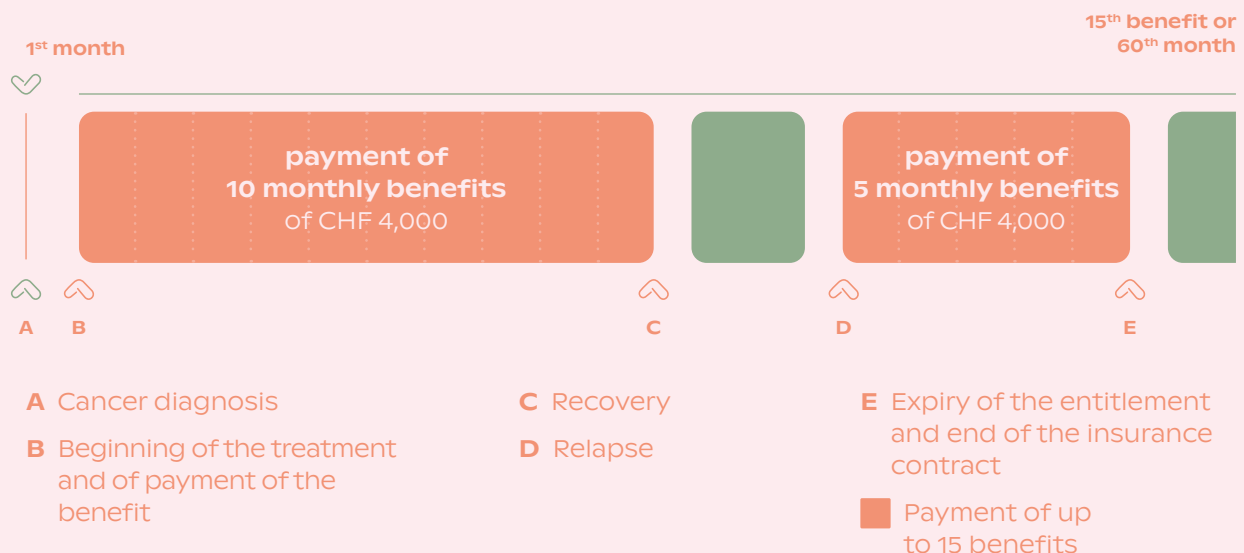 1st month
15th benefit or
60th month
payment of
10 monthly benefits
of CHF 4,000
payment of
5 monthly benefits
of CHF 4,000
A
B
C
D
E
A Cancer diagnosis
B Beginning of the treatment
and of payment of the
benefit
C Recovery
D Relapse
E Expiry of the entitlement
and end of the insurance
contract
Payment of up
to 15 benefits